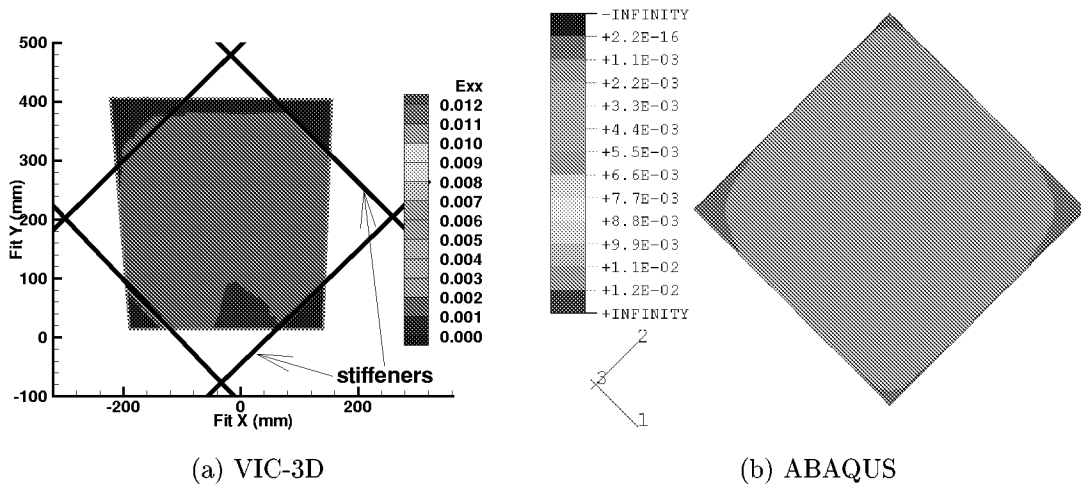 500
400
300
200
100
0
-100
Fit Y (mm)
-200
0
200
Fit X (mm)
Exx
0.012
0.011
0.010
0.009
0.008
0.007
0.006
0.005
0.004
0.003
0.002
0.001
0.000
stiffeners
(a) VIC-3D
-INFINITY
+2.2E-16
+1.1E-03
+2.2E-03
+3.3E-03
+4.4E-03
+5.5E-03
+6.6E-03
+7.7E-03
+8.8E-03
+9.9E-03
+1.1E-02
+1.2E-02
+INFINITY
2
3
1
(b) ABAQUS